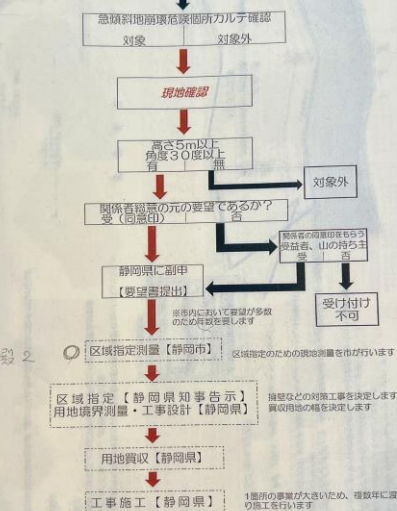 急傾斜地崩壊危険個所カルテ確認
対象 対象外
現地確認
高さ5m以上
角度30度以上
有 無
対象外
関係者総意の元の要望であるか?
受(同意印) 否
関係者の同意印をもらう
受益者、山の持ち主
受 否
静岡県に副申
【要望書提出】
受け付け
不可
※市内において要望が多数
のため年数を要します
2
区域指定測量【静岡市】
区域指定のための現地測量を市が行います
区域指定【静岡県知事告示】
用地境界測量・工事設計【静岡県】
擁壁などの対策工事を決定します
買収用地の幅を決定します
用地買収【静岡県】
工事施工【静岡県】
1箇所の事業が大きいため、複数年に渡
り施工を行います